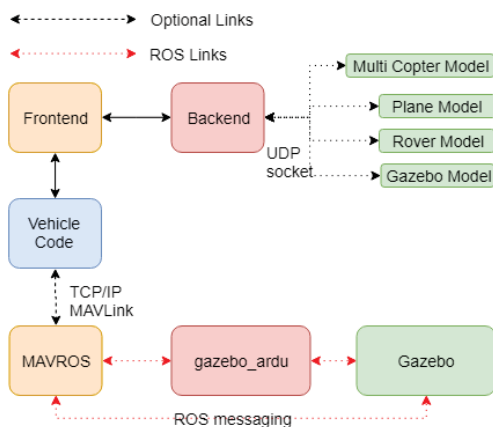 Optional Links
ROS Links
Multi Copter Model
Frontend
Backend
Plane Model
Rover Model
UDP
socket
Gazebo Model
Vehicle
Code
TCP/IP
MAVLink
MAVROS
gazebo_ardu
Gazebo
ROS messaging